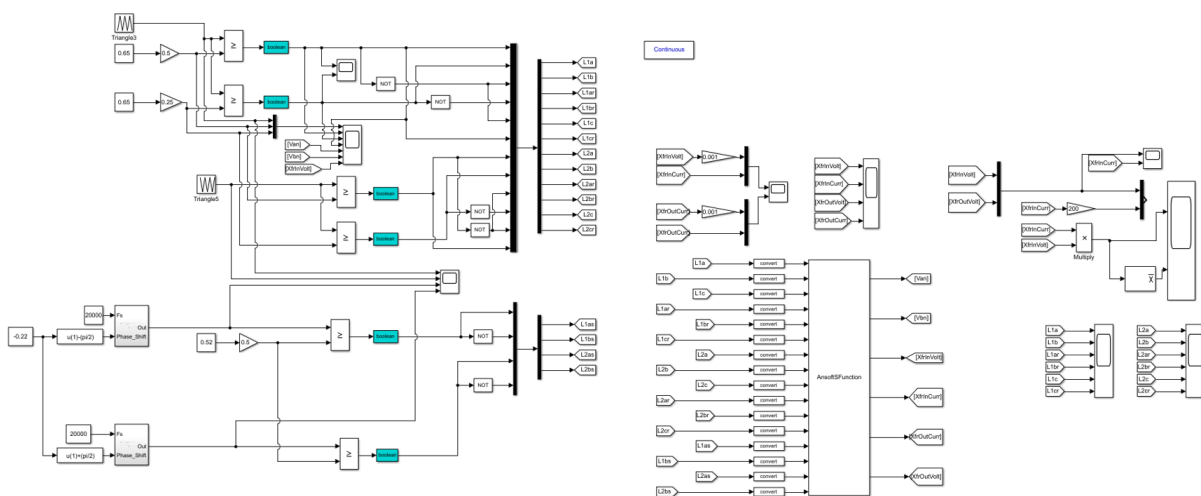 Triangle3
0.65
0.5
≥
boolean
0.65
0.25
≥
boolean
NOT
NOT
[Van]
[Vbn]
[XfrInVolt]
Triangle5
≥
boolean
≥
boolean
NOT
NOT
L1a
L1b
L1ar
L1br
L1c
L1cr
L2a
L2b
L2ar
L2br
L2c
L2cr
20000
Fs
Out
Phase_Shift
-0.22
u(1)-(pi/2)
0.52
0.5
≥
boolean
NOT
NOT
L1as
L1bs
L2as
L2bs
20000
Fs
Out
Phase_Shift
u(1)+(pi/2)
≥
boolean
Continuous
[XfrInVolt]
0.001
[XfrInCurr]
[XfrOutCurr]
0.001
[XfrOutCurr]
[XfrInVolt]
[XfrInCurr]
[XfrOutVolt]
[XfrOutCurr]
[XfrInVolt]
[XfrInCurr]
[XfrOutVolt]
[XfrInCurr]
200
[XfrInCurr]
[XfrInVolt]
×
Multiply
L1a convert
L1b convert
L1c convert
L1ar convert
L1br convert
L1cr convert
L2a convert
L2b convert
L2c convert
L2ar convert
L2br convert
L2cr convert
L1as convert
L1bs convert
L2as convert
L2bs convert
AnsoftSFunction
[Van]
[Vbn]
[XfrInVolt]
[XfrInCurr]
[XfrOutCurr]
[XfrOutVolt]
L1a
L1b
L1ar
L1br
L1c
L1cr
L2a
L2b
L2ar
L2br
L2c
L2cr